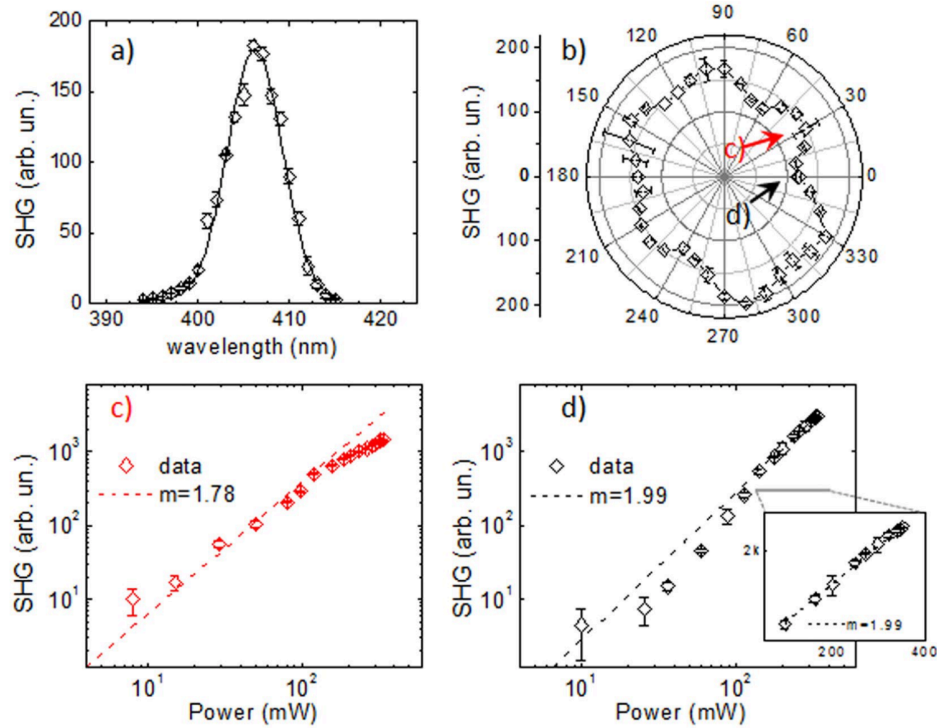 a)
SHG (arb. un.)
200
150
100
50
0
390 400 410 420
wavelength (nm)
b)
SHG (arb. un.)
200
100
0
100
200
90
120 60
150 30
180 0
210 330
240 300
270
c)
d)
c)
SHG (arb. un.)
10³
10²
10¹
data
m=1.78
10¹ 10²
Power (mW)
d)
SHG (arb. un.)
10³
10²
10¹
data
m=1.99
10¹ 10²
Power (mW)
2k
m=1.99
200 400